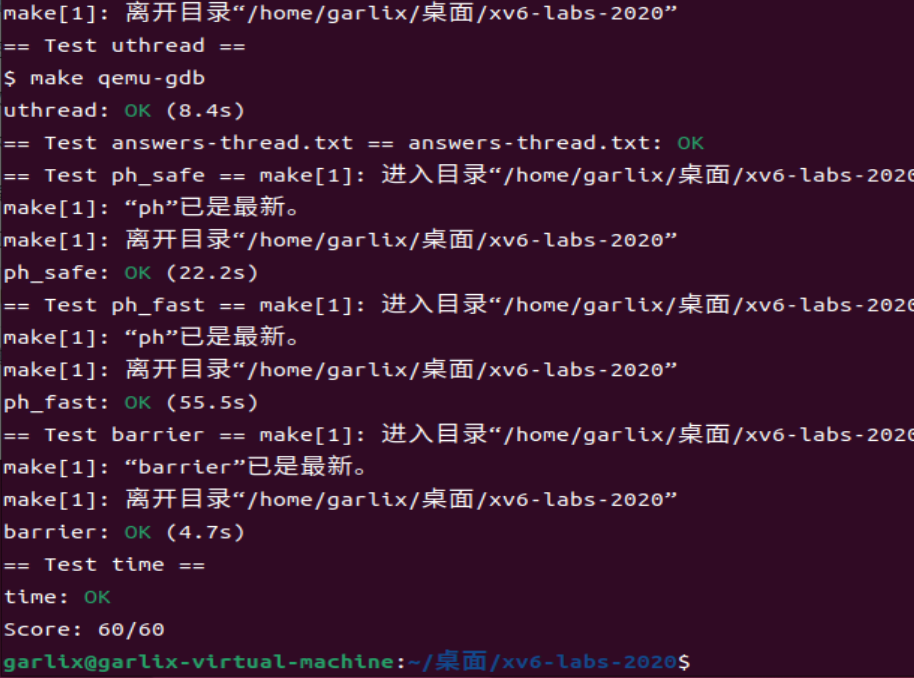 make[1]: 离开目录“/home/garlix/桌面/xv6-labs-2020”
== Test uthread ==
$ make qemu-gdb
uthread: OK (8.4s)
== Test answers-thread.txt == answers-thread.txt: OK
== Test ph_safe == make[1]: 进入目录“/home/garlix/桌面/xv6-labs-2020
make[1]: “ph”已是最新。
make[1]: 离开目录“/home/garlix/桌面/xv6-labs-2020”
ph_safe: OK (22.2s)
== Test ph_fast == make[1]: 进入目录“/home/garlix/桌面/xv6-labs-2020
make[1]: “ph”已是最新。
make[1]: 离开目录“/home/garlix/桌面/xv6-labs-2020”
ph_fast: OK (55.5s)
== Test barrier == make[1]: 进入目录“/home/garlix/桌面/xv6-labs-2020
make[1]: “barrier”已是最新。
make[1]: 离开目录“/home/garlix/桌面/xv6-labs-2020”
barrier: OK (4.7s)
== Test time ==
time: OK
Score: 60/60
garlix@garlix-virtual-machine:~/桌面/xv6-labs-2020$